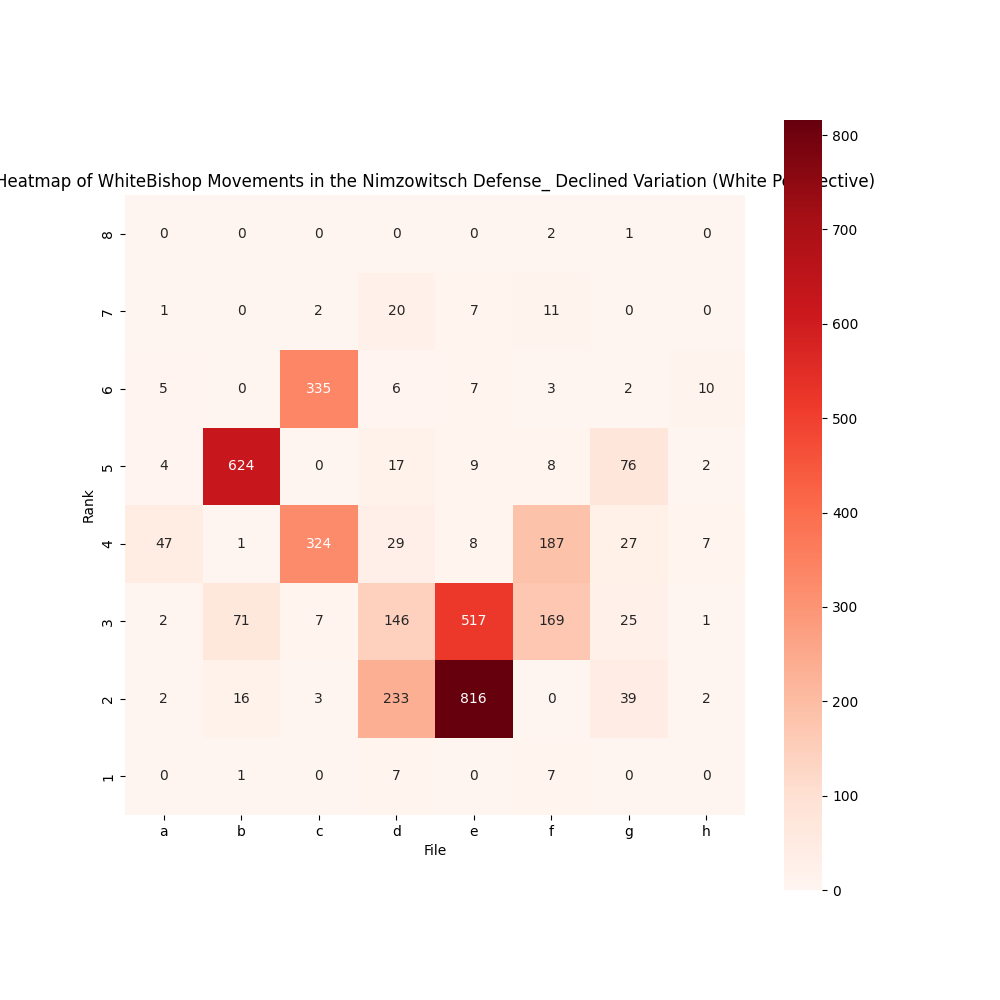 Heatmap of WhiteBishop Movements in the Nimzowitsch Defense_ Declined Variation (White P ective)
800
700
600
500
400
300
200
100
0
Rank
8 0 0 0 0 0 2 1 0
7 1 0 2 20 7 11 0 0
6 5 0 335 6 7 3 2 10
5 4 624 0 17 9 8 76 2
4 47 1 324 29 8 187 27 7
3 2 71 7 146 517 169 25 1
2 2 16 3 233 816 0 39 2
1 0 1 0 7 0 7 0 0
a b c d e f g h
File